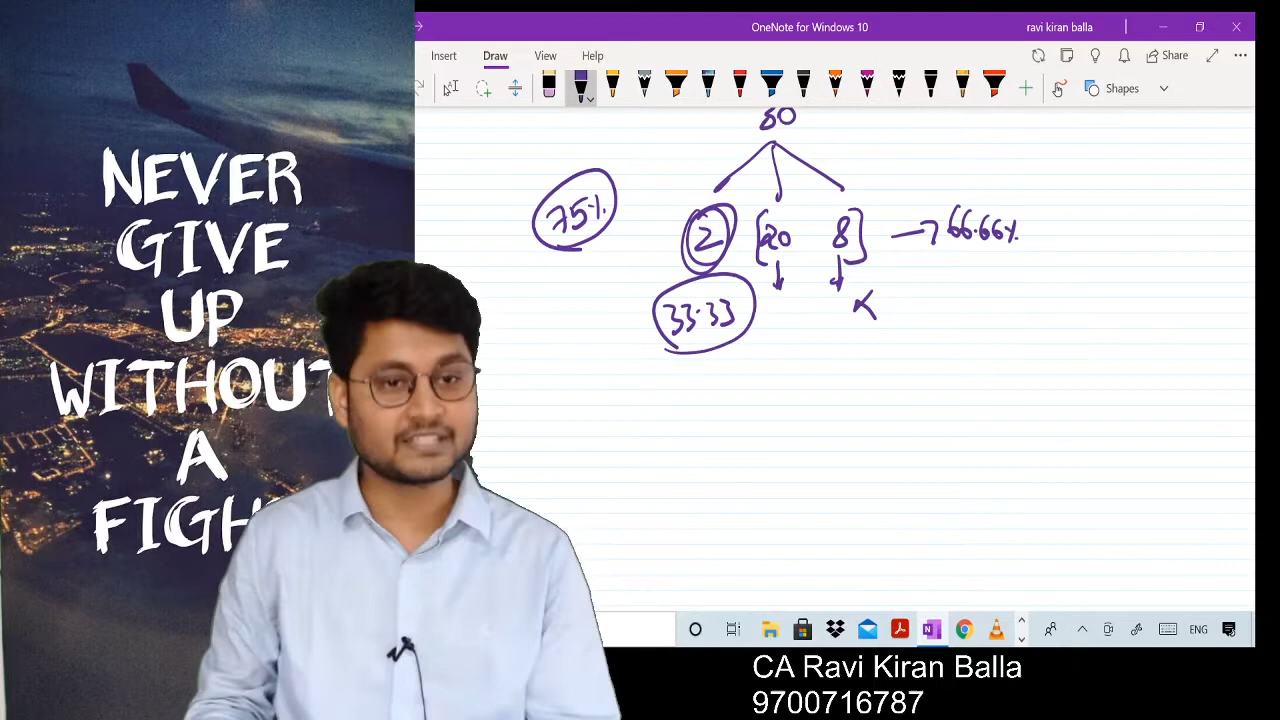 NEVER
GIVE
UP
WITHOUT
A
FIGH
OneNote for Windows 10
ravi kiran balla
Insert Draw View Help
Share
Shapes
80
75%
2 [20 8] → 66.66%
33.33
ENG
CA Ravi Kiran Balla
9700716787